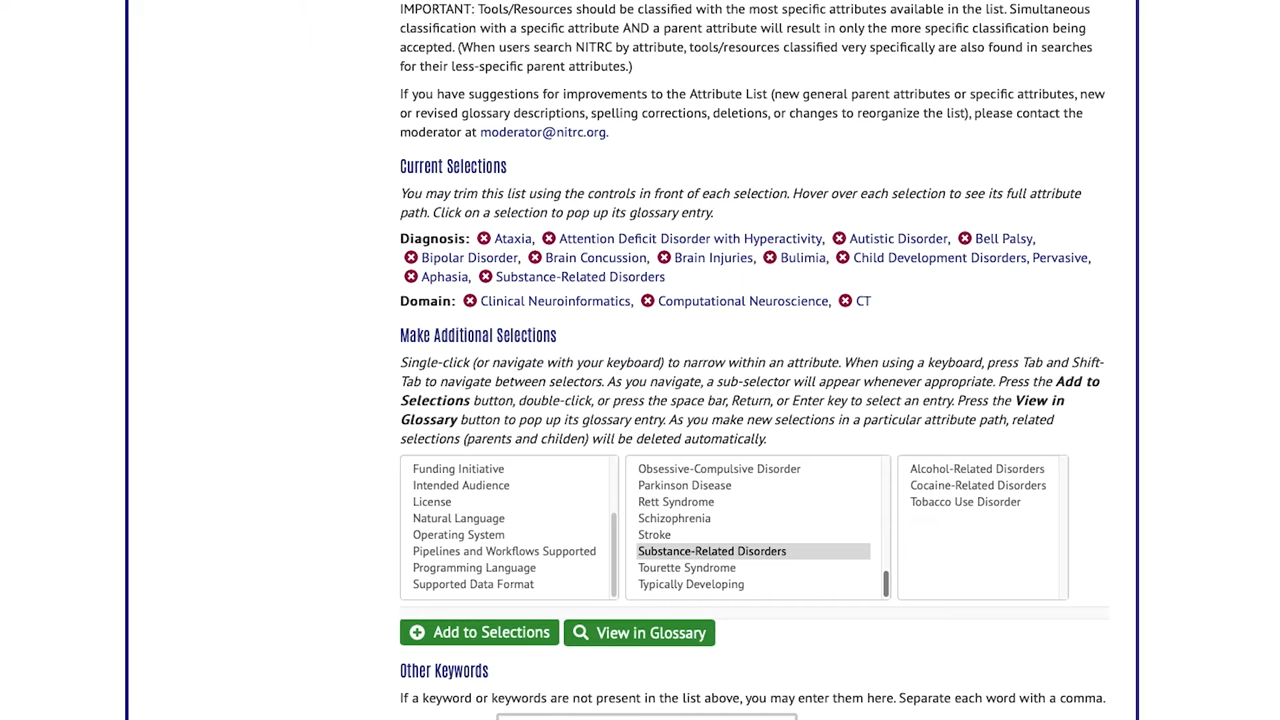 IMPORTANT: Tools/Resources should be classified with the most specific attributes available in the list. Simultaneous
classification with a specific attribute AND a parent attribute will result in only the more specific classification being
accepted. (When users search NITRC by attribute, tools/resources classified very specifically are also found in searches
for their less-specific parent attributes.)
If you have suggestions for improvements to the Attribute List (new general parent attributes or specific attributes, new
or revised glossary descriptions, spelling corrections, deletions, or changes to reorganize the list), please contact the
moderator at moderator@nitrc.org.
Current Selections
You may trim this list using the controls in front of each selection. Hover over each selection to see its full attribute
path. Click on a selection to pop up its glossary entry.
Diagnosis: Ataxia, Attention Deficit Disorder with Hyperactivity, Autistic Disorder, Bell Palsy,
Bipolar Disorder, Brain Concussion, Brain Injuries, Bulimia, Child Development Disorders, Pervasive,
Aphasia, Substance-Related Disorders
Domain: Clinical Neuroinformatics, Computational Neuroscience, CT
Make Additional Selections
Single-click (or navigate with your keyboard) to narrow within an attribute. When using a keyboard, press Tab and Shift-
Tab to navigate between selectors. As you navigate, a sub-selector will appear whenever appropriate. Press the Add to
Selections button, double-click, or press the space bar, Return, or Enter key to select an entry. Press the View in
Glossary button to pop up its glossary entry. As you make new selections in a particular attribute path, related
selections (parents and childen) will be deleted automatically.
Funding Initiative
Intended Audience
License
Natural Language
Operating System
Pipelines and Workflows Supported
Programming Language
Supported Data Format
Obsessive-Compulsive Disorder
Parkinson Disease
Rett Syndrome
Schizophrenia
Stroke
Substance-Related Disorders
Tourette Syndrome
Typically Developing
Alcohol-Related Disorders
Cocaine-Related Disorders
Tobacco Use Disorder
Add to Selections View in Glossary
Other Keywords
If a keyword or keywords are not present in the list above, you may enter them here. Separate each word with a comma.